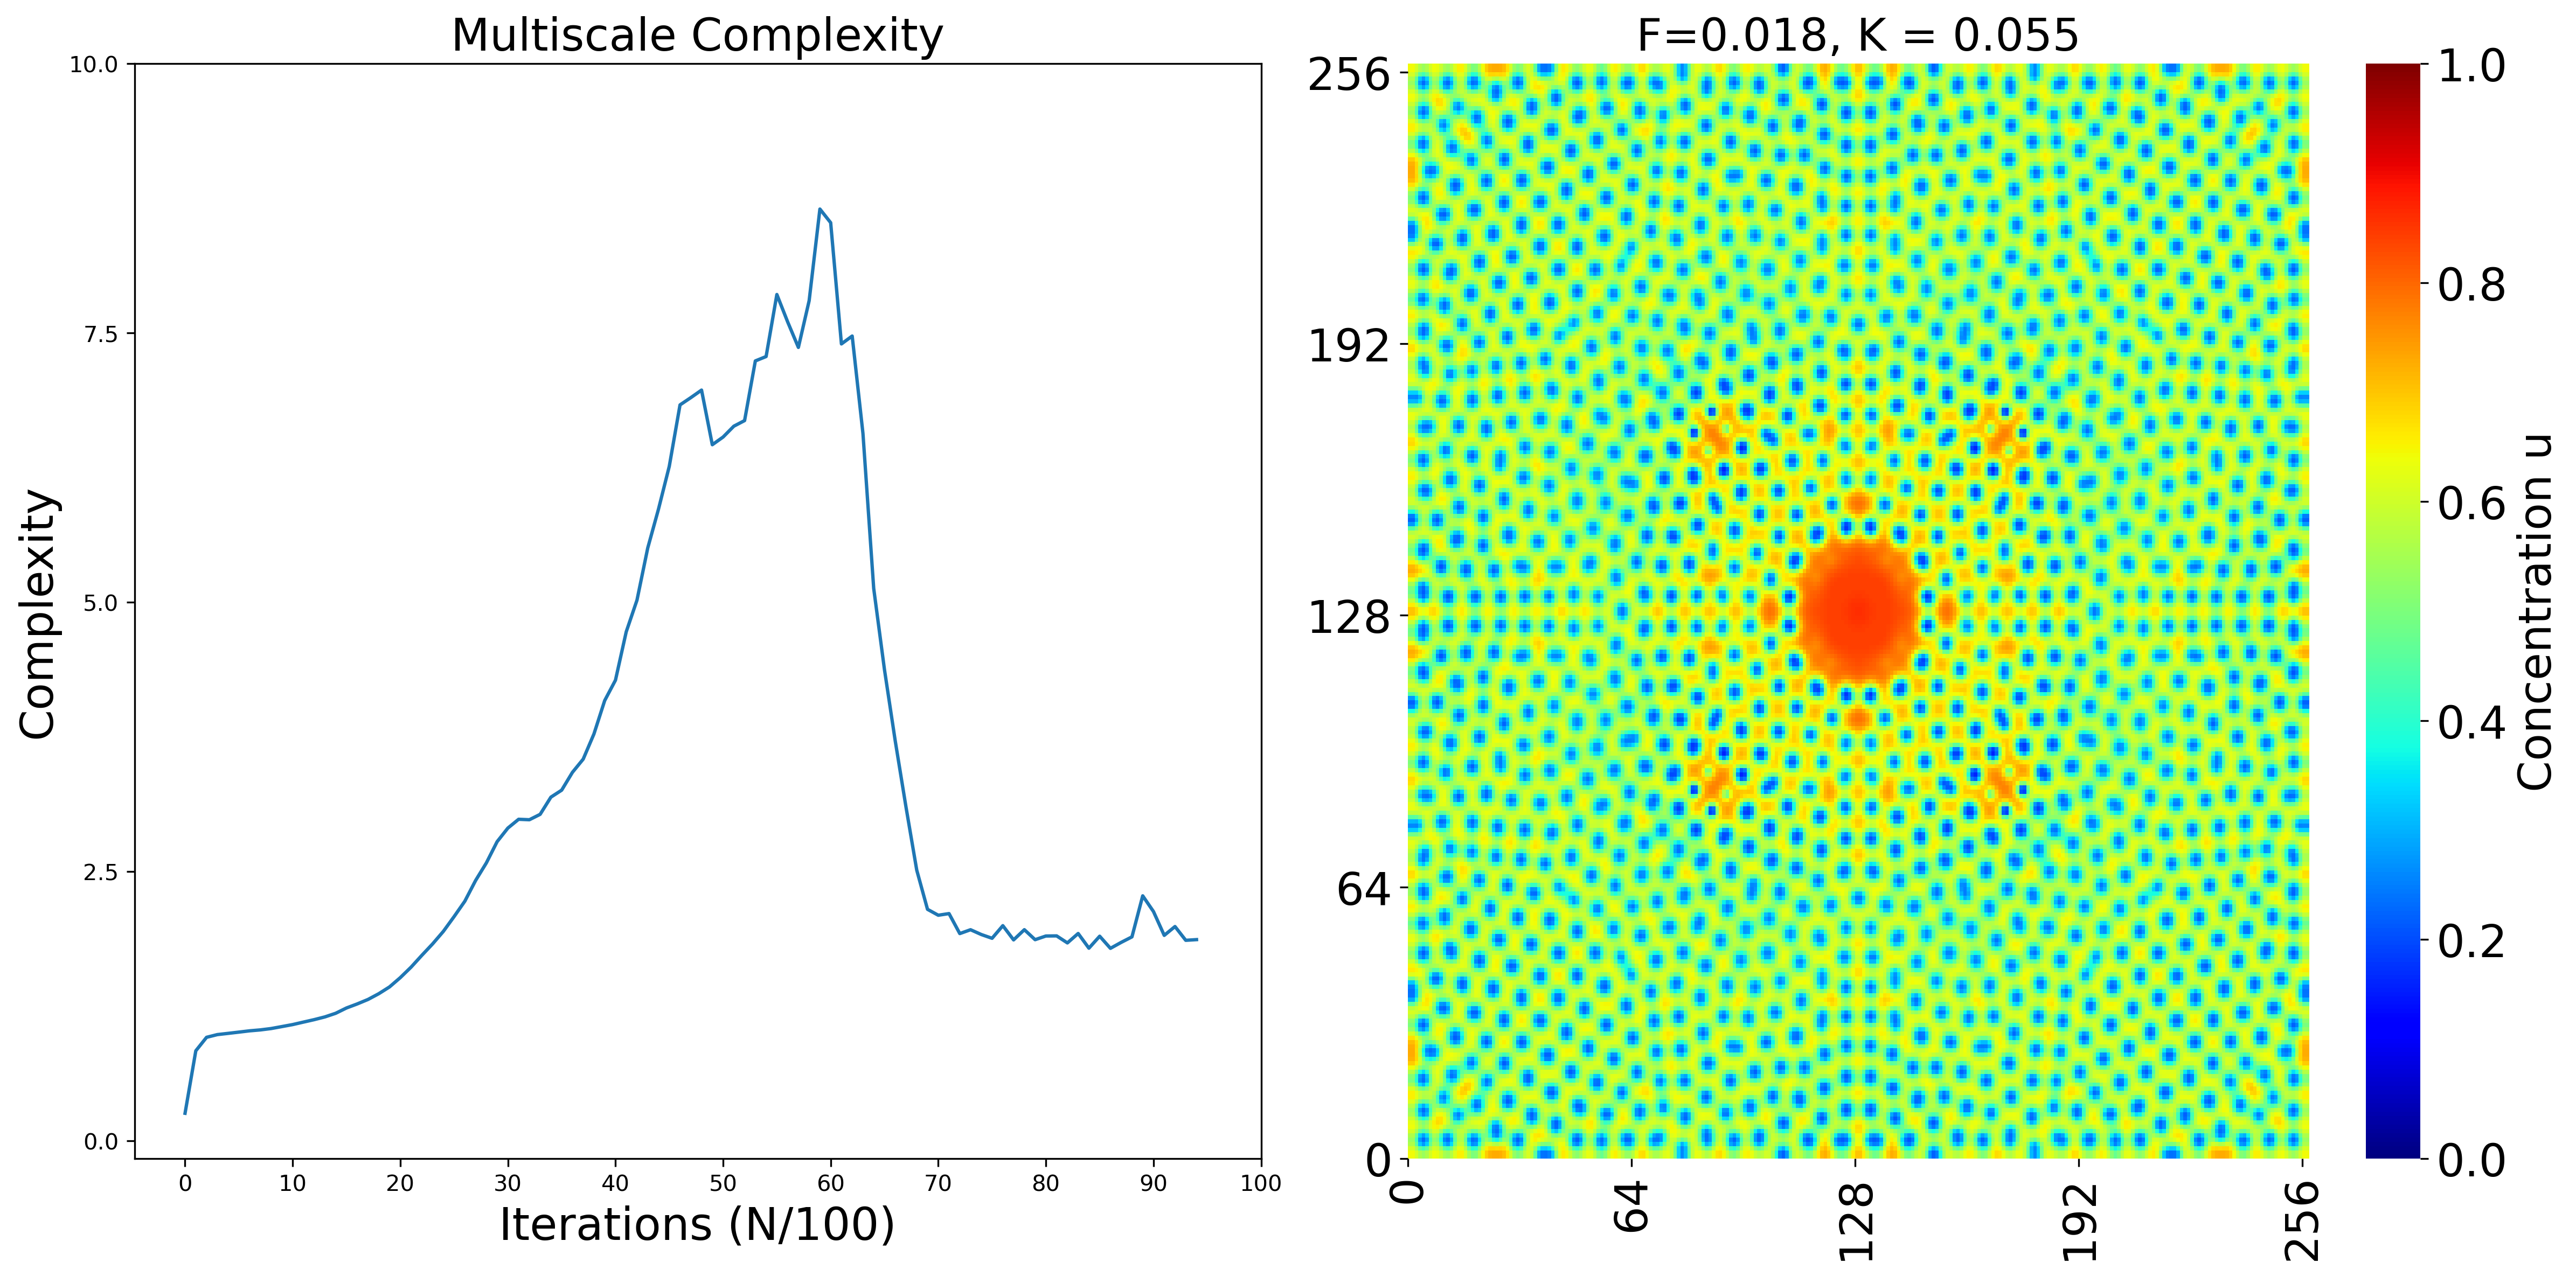 Multiscale Complexity
10.0
7.5
5.0
2.5
0.0
Complexity
0 10 20 30 40 50 60 70 80 90 100
Iterations (N/100)
F=0.018, K = 0.055
256
192
128
64
0
0 64 128 192 256
1.0
0.8
0.6
0.4
0.2
0.0
Concentration u